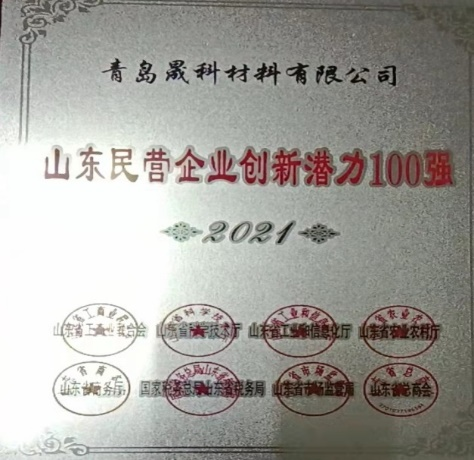 青岛晟科材料有限公司
山东民营企业创新潜力100强
2021
山东省工商业联合会 山东省科学技术厅 山东省工业和信息化厅 山东省农业农村厅
山东省商务厅 国家税务总局山东省税务局 山东省市场监管局 山东省总商会